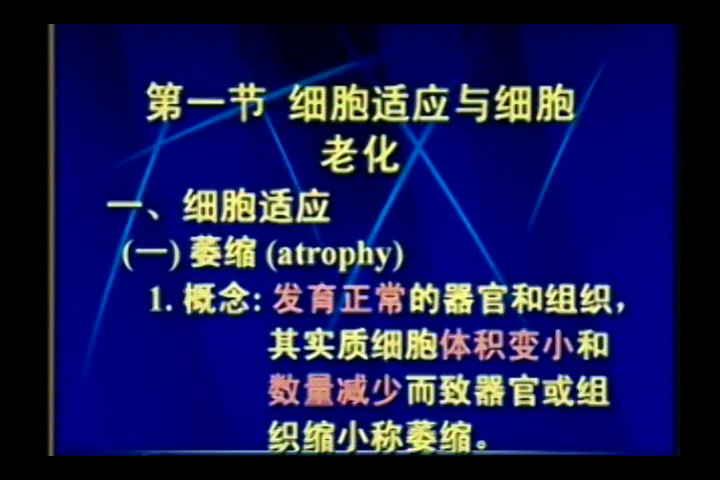 第一节 细胞适应与细胞
老化
一、细胞适应
(一) 萎缩 (atrophy)
1. 概念: 发育正常的器官和组织，
其实质细胞体积变小和
数量减少而致器官或组
织缩小称萎缩。